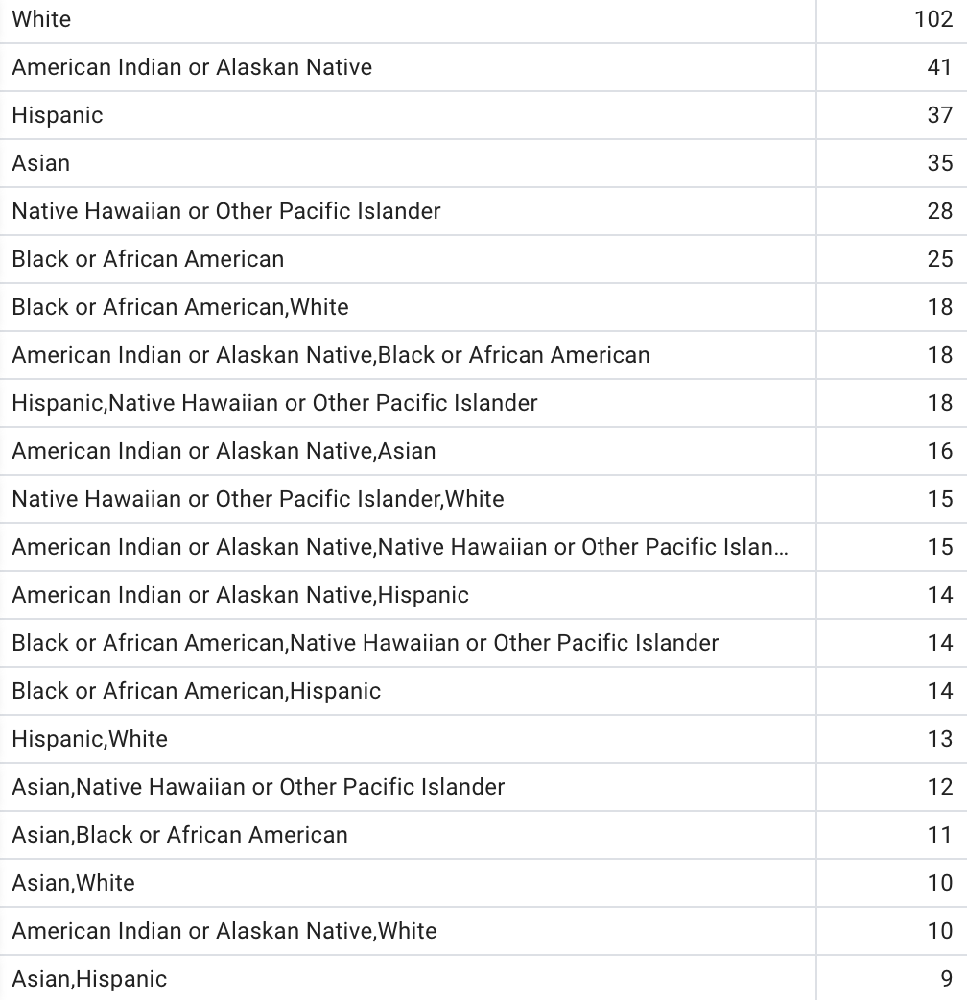 White 102
American Indian or Alaskan Native 41
Hispanic 37
Asian 35
Native Hawaiian or Other Pacific Islander 28
Black or African American 25
Black or African American,White 18
American Indian or Alaskan Native,Black or African American 18
Hispanic,Native Hawaiian or Other Pacific Islander 18
American Indian or Alaskan Native,Asian 16
Native Hawaiian or Other Pacific Islander,White 15
American Indian or Alaskan Native,Native Hawaiian or Other Pacific Islan... 15
American Indian or Alaskan Native,Hispanic 14
Black or African American,Native Hawaiian or Other Pacific Islander 14
Black or African American,Hispanic 14
Hispanic,White 13
Asian,Native Hawaiian or Other Pacific Islander 12
Asian,Black or African American 11
Asian,White 10
American Indian or Alaskan Native,White 10
Asian,Hispanic 9